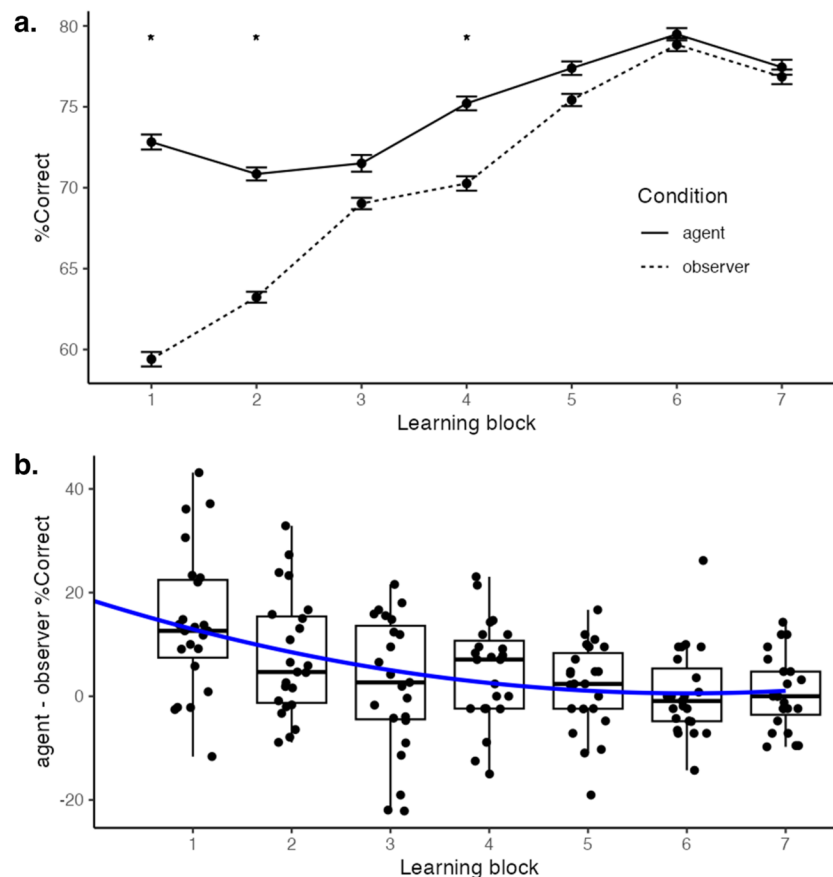 a.
80
75
70
65
60
%Correct
* * *
Condition
agent
observer
1 2 3 4 5 6 7
Learning block
b.
40
20
0
-20
agent - observer %Correct
1 2 3 4 5 6 7
Learning block